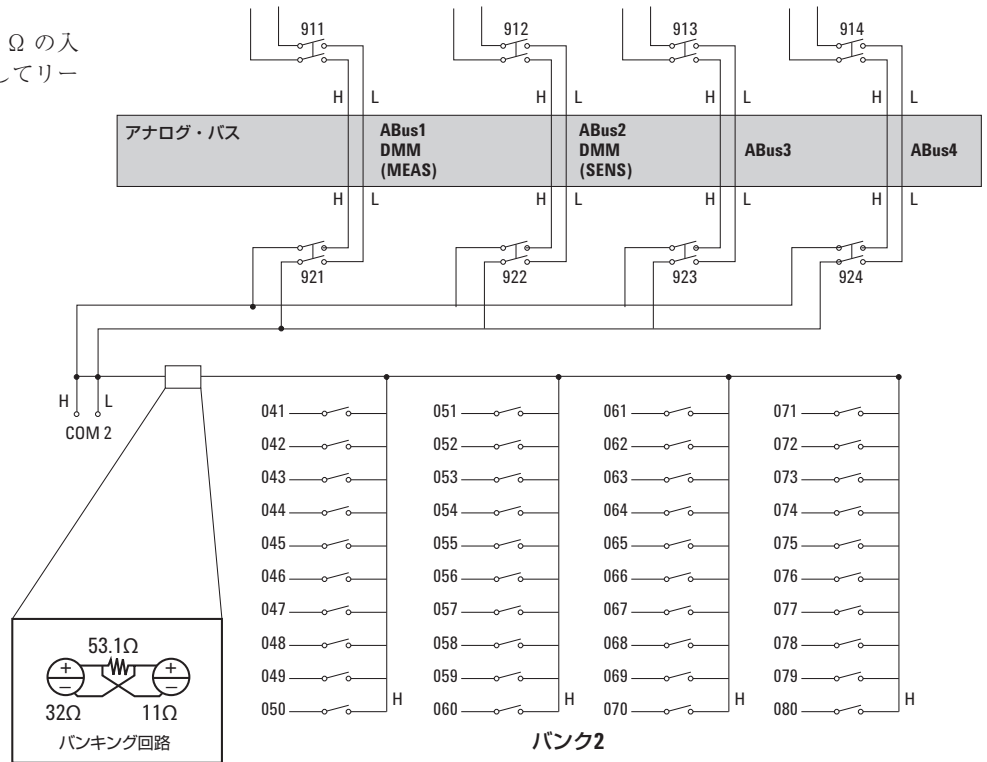 Ω の入
してリー
911
912
913
914
H L
H L
H L
H L
アナログ・バス
ABus1
DMM
(MEAS)
ABus2
DMM
(SENS)
ABus3
ABus4
H L
H L
H L
H L
921
922
923
924
H L
COM 2
041
042
043
044
045
046
047
048
049
050
H
051
052
053
054
055
056
057
058
059
060
H
061
062
063
064
065
066
067
068
069
070
H
071
072
073
074
075
076
077
078
079
080
H
53.1Ω
+
−
+
−
32Ω
11Ω
バンキング回路
バンク2